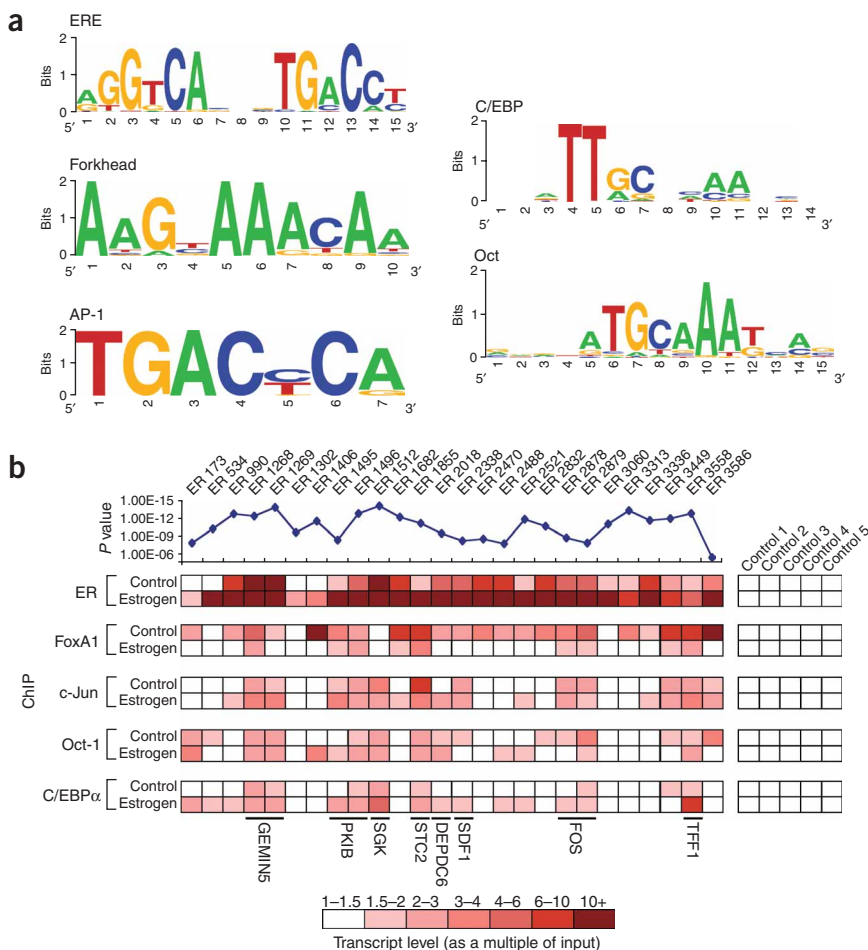 a
ERE
2
1
0
Bits
AGGTCA TGACCT
5′ 1 2 3 4 5 6 7 8 9 10 11 12 13 14 15 3′
Forkhead
2
1
0
Bits
AAGTAAACAA
5′ 1 2 3 4 5 6 7 8 9 10 3′
AP-1
2
1
0
Bits
TGACCCA
5′ 1 2 3 4 5 6 7 3′
C/EBP
2
1
0
Bits
TTGC AA
5′ 1 2 3 4 5 6 7 8 9 10 11 12 13 14 3′
Oct
2
1
0
Bits
ATGCAAAT A
5′ 1 2 3 4 5 6 7 8 9 10 11 12 13 14 15 3′
b
ER 173
ER 534
ER 990
ER 1268
ER 1269
ER 1302
ER 1406
ER 1495
ER 1496
ER 1512
ER 1682
ER 1855
ER 2018
ER 2338
ER 2470
ER 2488
ER 2521
ER 2832
ER 2878
ER 2879
ER 3060
ER 3313
ER 3336
ER 3449
ER 3558
ER 3586
P value
1.00E-15
1.00E-12
1.00E-09
1.00E-06
Control 1
Control 2
Control 3
Control 4
Control 5
ChIP
ER
Control
Estrogen
FoxA1
Control
Estrogen
c-Jun
Control
Estrogen
Oct-1
Control
Estrogen
C/EBPα
Control
Estrogen
GEMIN5
PKIB
SGK
STC2
DEPDC6
SDF1
FOS
TFF1
1–1.5 1.5–2 2–3 3–4 4–6 6–10 10+
Transcript level (as a multiple of input)